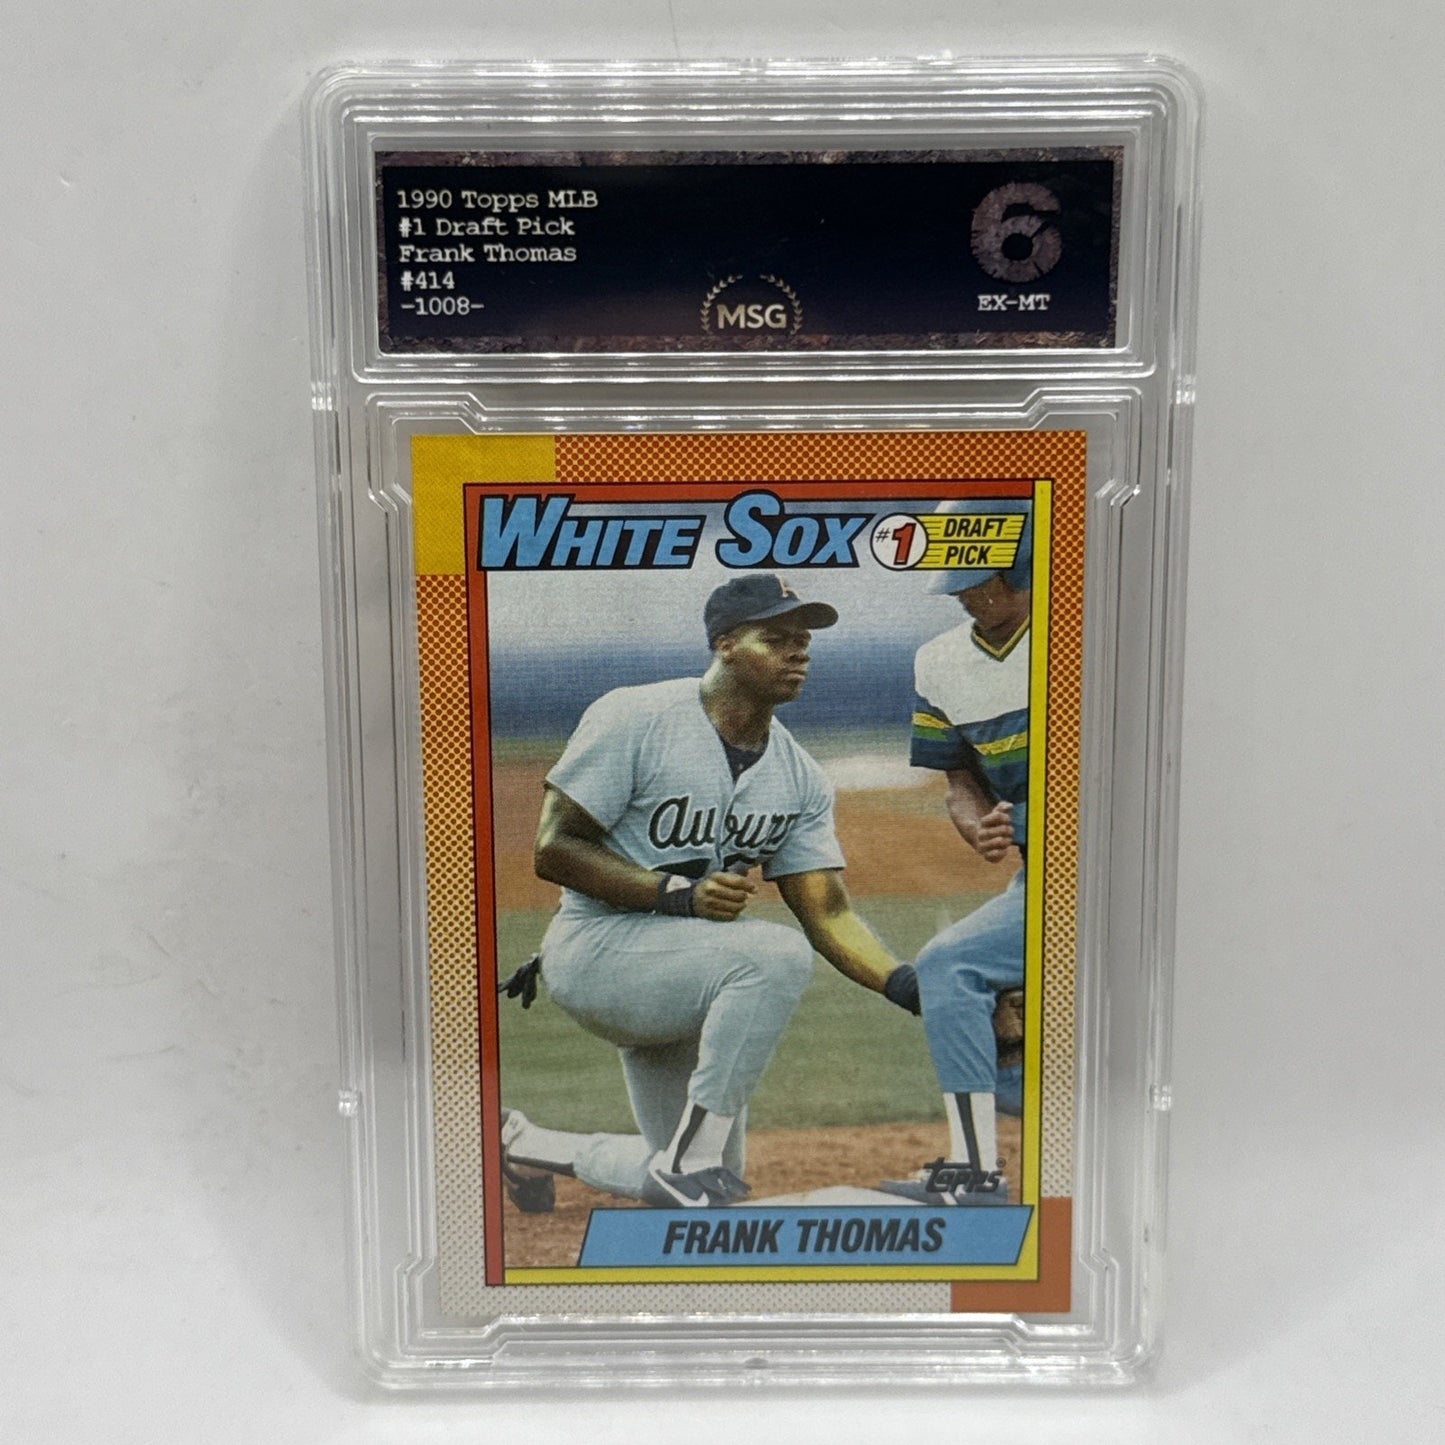 1990 Topps MLB
#1 Draft Pick
Frank Thomas
#414
-1008-
MSG
6
EX-MT
WHITE SOX #1 DRAFT PICK
Auburn
topps®
FRANK THOMAS